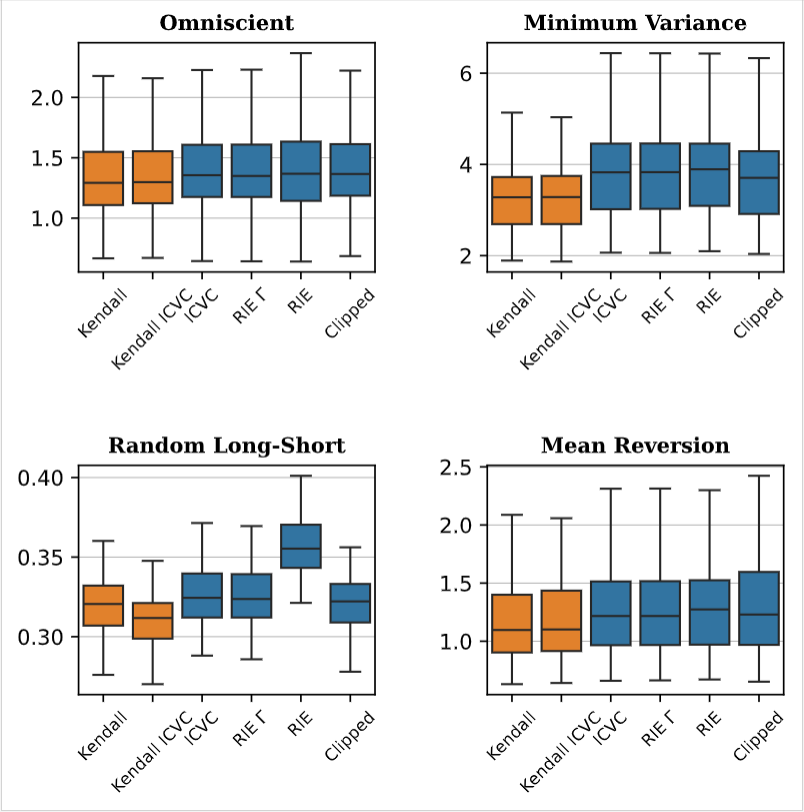 Omniscient
2.0
1.5
1.0
Kendall
Kendall ICVC
ICVC
RIE Γ
RIE
Clipped
Minimum Variance
6
4
2
Kendall
Kendall ICVC
ICVC
RIE Γ
RIE
Clipped
Random Long-Short
0.40
0.35
0.30
Kendall
Kendall ICVC
ICVC
RIE Γ
RIE
Clipped
Mean Reversion
2.5
2.0
1.5
1.0
Kendall
Kendall ICVC
ICVC
RIE Γ
RIE
Clipped